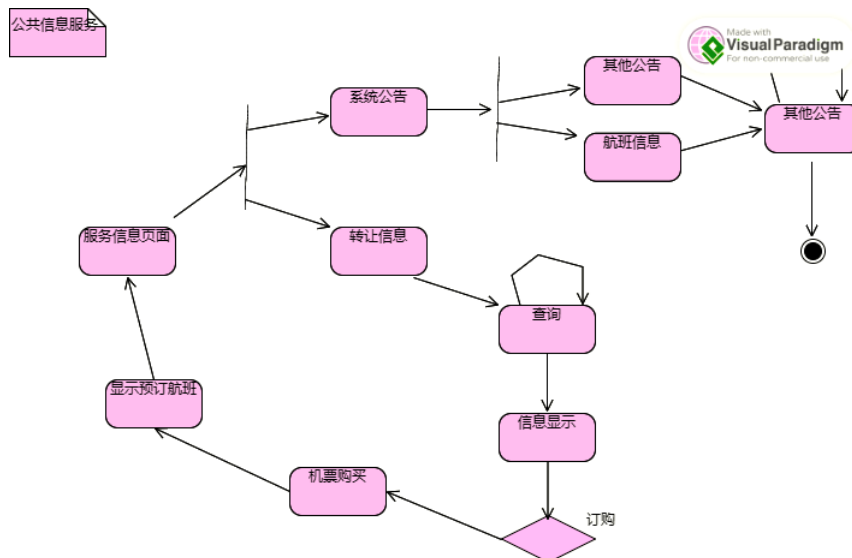 公共信息服务
Made with
Visual Paradigm
For non-commercial use
其他公告
系统公告
其他公告
航班信息
服务信息页面
转让信息
查询
显示预订航班
信息显示
机票购买
订购